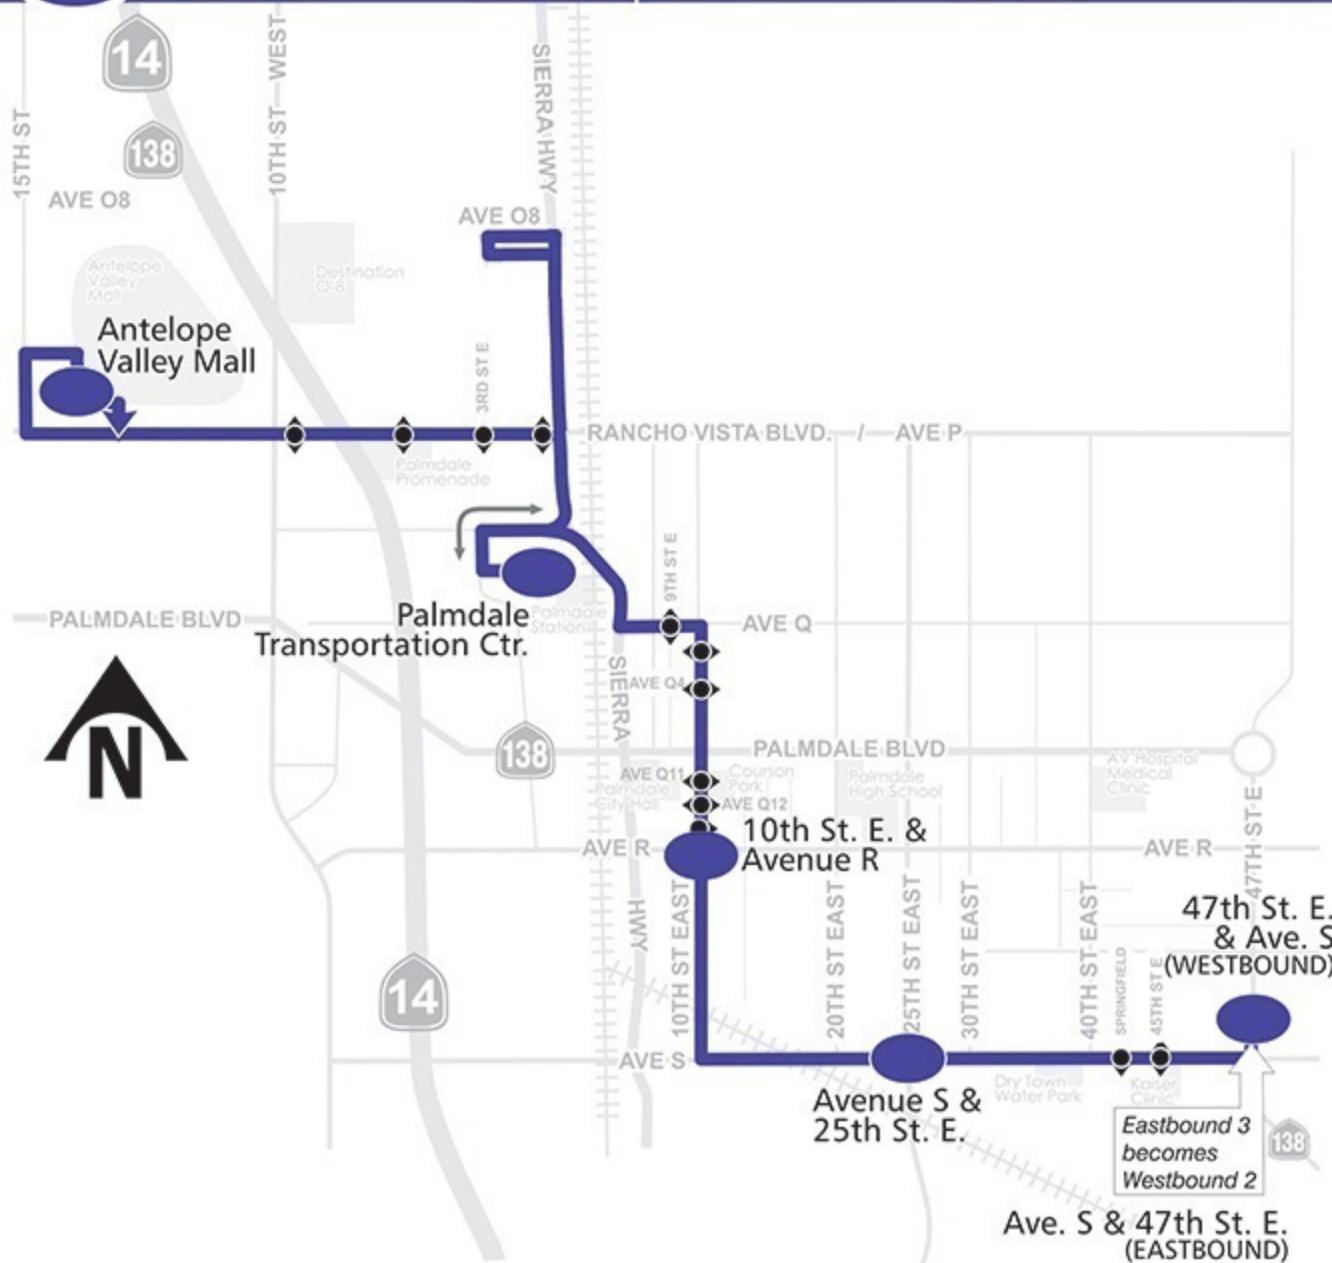 14
138
15TH ST
10TH ST WEST
SIERRA HWY
AVE O8
AVE O8
Antelope
Valley
Mall
Destination
O-8
Antelope
Valley Mall
3RD ST E
RANCHO VISTA BLVD. / AVE P
Palmdale
Promenade
9TH ST E
PALMDALE BLVD
Palmdale
Transportation Ctr.
Palmdale
Station
AVE Q
N
SIERRA
AVE Q4
138
PALMDALE BLVD
AVE Q11
Palmdale
City Hall
Courson
Park
Palmdale
High School
AV Hospital
Medical
Clinic
AVE Q12
10th St. E. &
Avenue R
AVE R
AVE R
47TH ST E
HWY
10TH ST EAST
20TH ST EAST
25TH ST EAST
30TH ST EAST
40TH ST EAST
SPRINGFIELD
45TH ST E
47th St. E.
& Ave. S
(WESTBOUND)
14
AVE S
Dry Town
Water Park
Kaiser
Clinic
Avenue S &
25th St. E.
Eastbound 3
becomes
Westbound 2
138
Ave. S & 47th St. E.
(EASTBOUND)